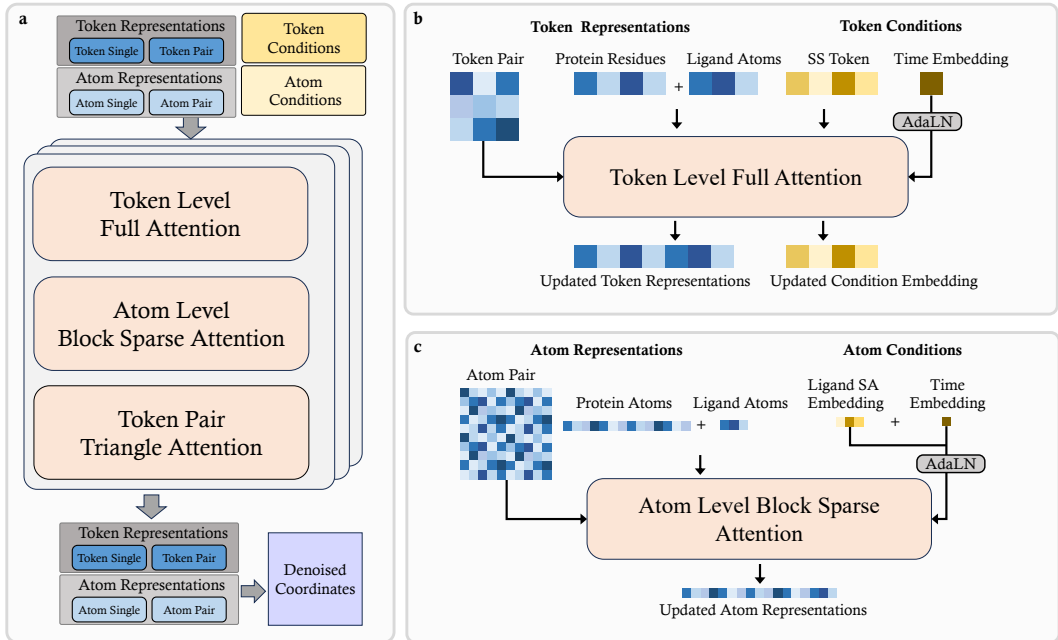 a
Token Representations
Token Single
Token Pair
Token
Conditions
Atom Representations
Atom Single
Atom Pair
Atom
Conditions
Token Level
Full Attention
Atom Level
Block Sparse Attention
Token Pair
Triangle Attention
Token Representations
Token Single
Token Pair
Atom Representations
Atom Single
Atom Pair
Denoised
Coordinates
b
Token Representations
Token Conditions
Token Pair
Protein Residues
+
Ligand Atoms
SS Token
Time Embedding
AdaLN
Token Level Full Attention
Updated Token Representations
Updated Condition Embedding
c
Atom Representations
Atom Conditions
Atom Pair
Protein Atoms
+
Ligand Atoms
Ligand SA
Embedding
+
Time
Embedding
AdaLN
Atom Level Block Sparse
Attention
Updated Atom Representations